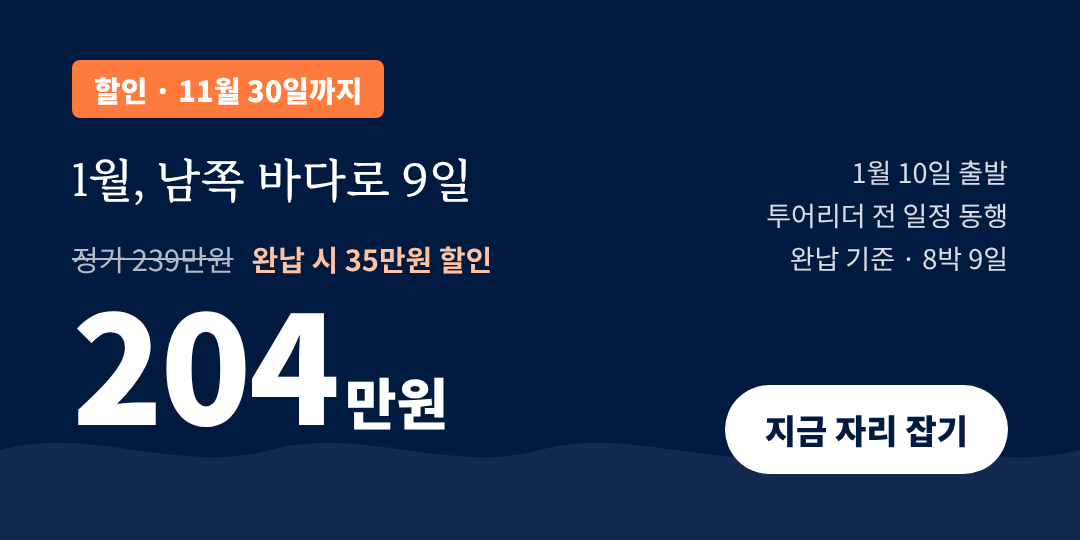 할인 · 11월 30일까지
1월, 남쪽 바다로 9일
정가 239만원 완납 시 35만원 할인
204만원
1월 10일 출발
투어리더 전 일정 동행
완납 기준 · 8박 9일
지금 자리 잡기